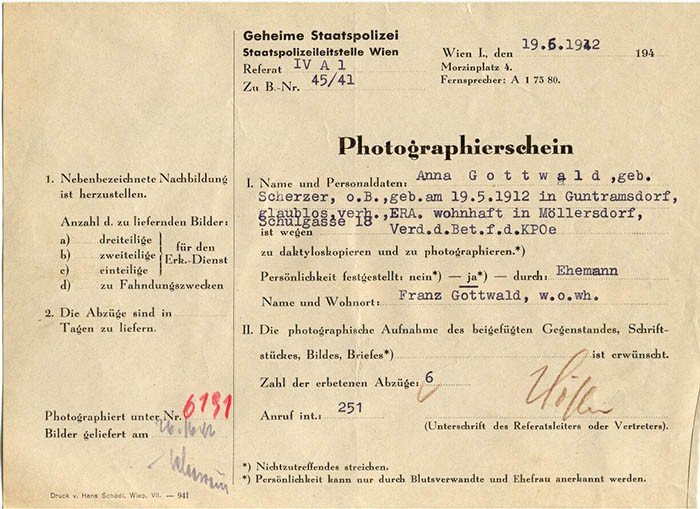 Geheime Staatspolizei
Staatspolizeileitstelle Wien
Referat IV A 1
Zu B.-Nr. 45/41
Wien I., den 19.6.1942 194
Morzinplatz 4.
Fernsprecher: A 1 75 80.
Photographierschein
1. Nebenbezeichnete Nachbildung
ist herzustellen.
Anzahl d. zu liefernden Bilder:
a) dreiteilige
b) zweiteilige
c) einteilige
für den
Erk.-Dienst
d) zu Fahndungszwecken
2. Die Abzüge sind in
Tagen zu liefern.
Photographiert unter Nr. 6191
Bilder geliefert am
Druck v. Hans Schödl, Wien, VII. — 941
I. Name und Personaldaten: Anna Gottwald, geb.
Scherzer, o.B., geb.am 19.5.1912 in Guntramsdorf,
glaublos, verh., ERA. wohnhaft in Möllersdorf,
Schulgasse 18
ist wegen Verd.d.Bet.f.d.KPOe
zu daktyloskopieren und zu photographieren.*)
Persönlichkeit festgestellt: nein*) — ja*) — durch: Ehemann
Name und Wohnort: Franz Gottwald, w.o.wh.
II. Die photographische Aufnahme des beigefügten Gegenstandes, Schrift-
stückes, Bildes, Briefes*) ist erwünscht.
Zahl der erbetenen Abzüge: 6
Anruf int.: 251
(Unterschrift des Referatsleiters oder Vertreters).
*) Nichtzutreffendes streichen.
*) Persönlichkeit kann nur durch Blutsverwandte und Ehefrau anerkannt werden.